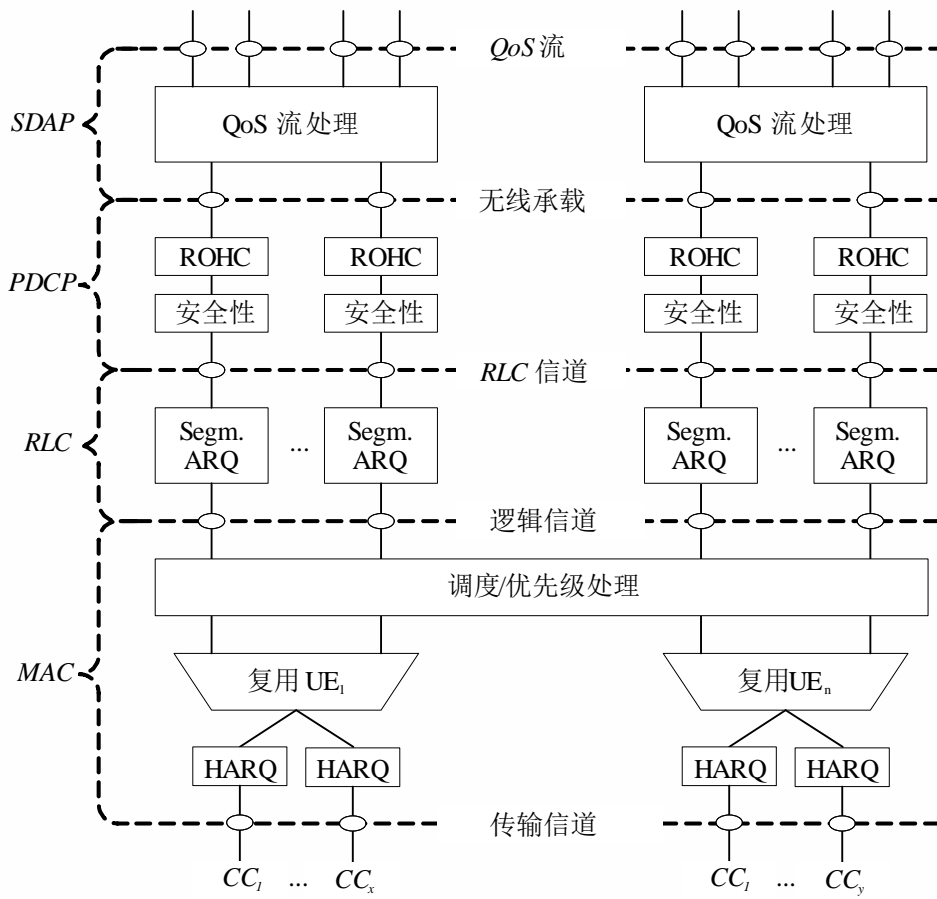 QoS 流
SDAP
QoS 流处理
QoS 流处理
无线承载
ROHC
ROHC
ROHC
ROHC
PDCP
安全性
安全性
安全性
安全性
RLC 信道
Segm.
ARQ
...
Segm.
ARQ
Segm.
ARQ
...
Segm.
ARQ
RLC
逻辑信道
调度/优先级处理
MAC
复用 UE₁
复用UEₙ
HARQ
HARQ
HARQ
HARQ
传输信道
CC₁ ... CCₓ
CC₁ ... CCy